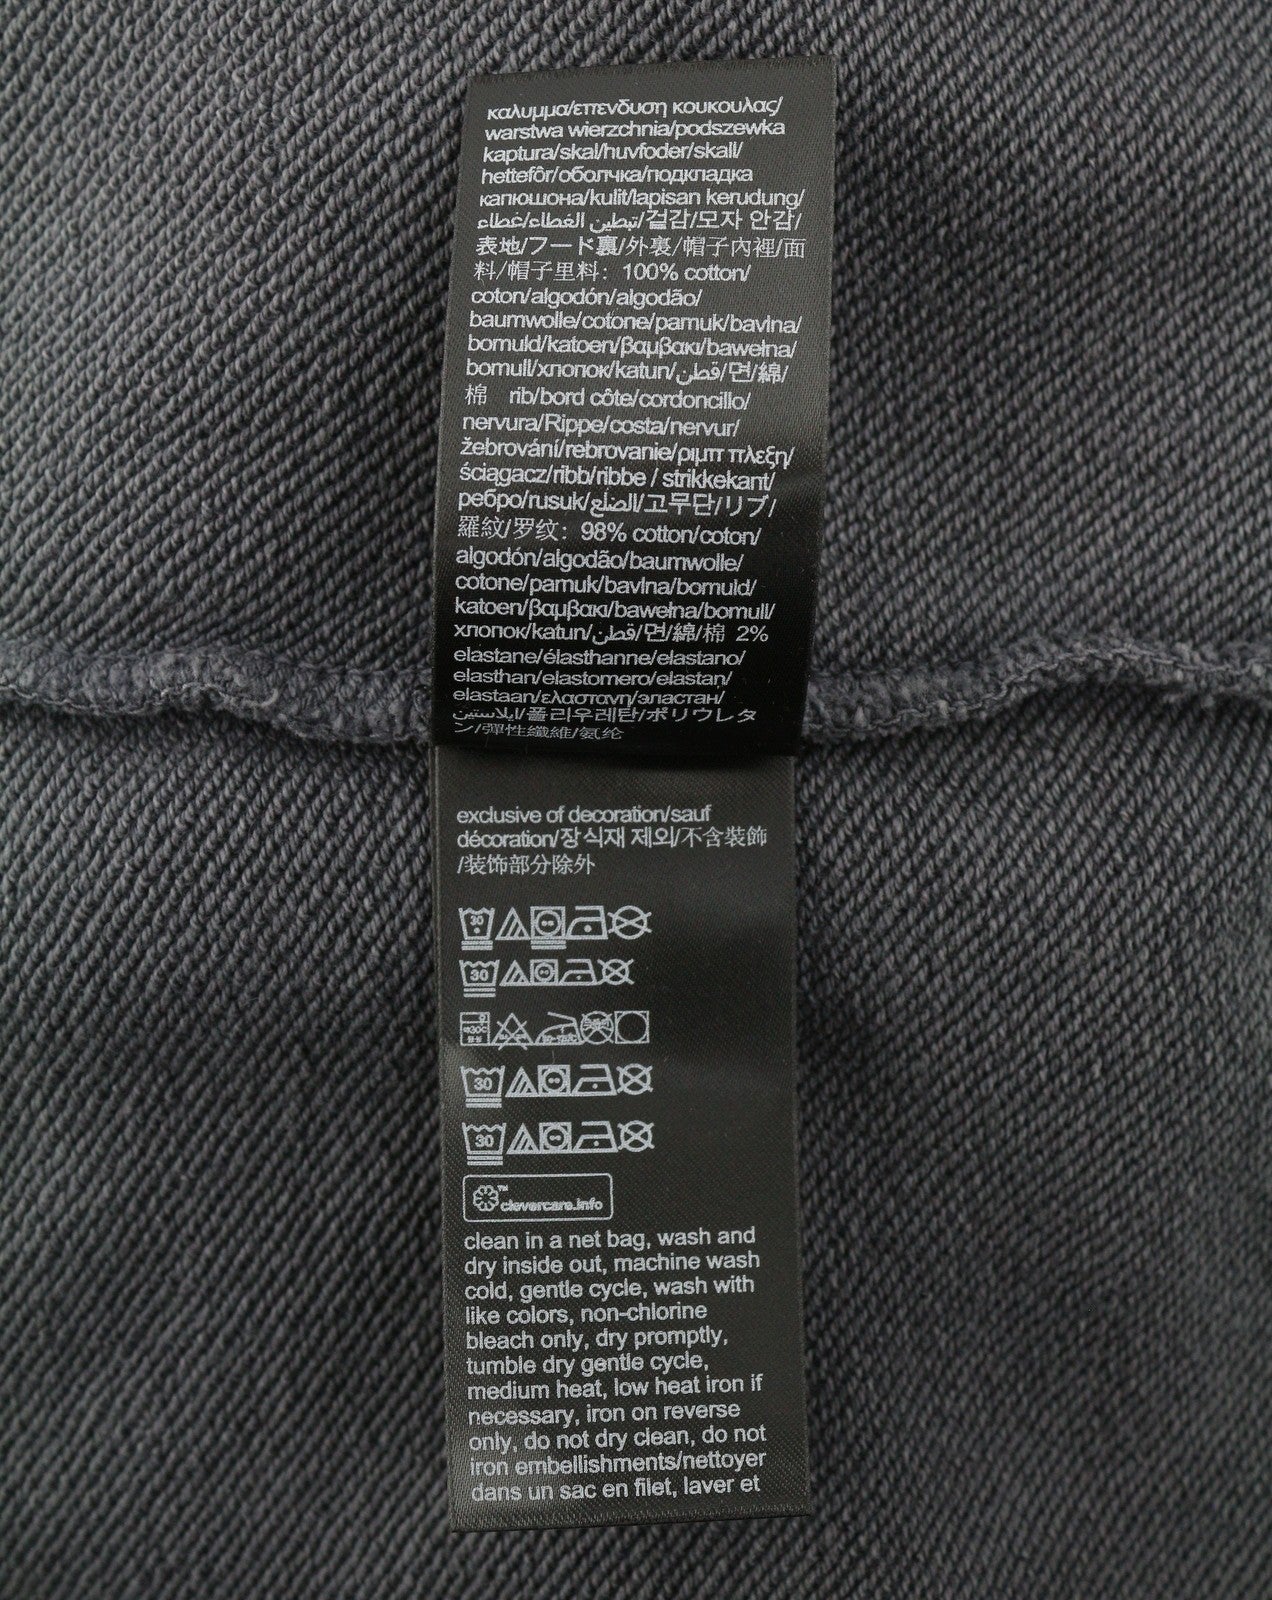 καλυμμα/επενδυση κουκουλας/
warstwa wierzchnia/podszewka
kaptura/skal/huvfoder/skall/
hettefôr/оболчка/подкладка
капюшона/kulit/lapisan kerudung/
غطاء/تبطين الغطاء/겉감/모자 안감/
表地/フード裏/外裏/帽子內裡/面
料/帽子里料: 100% cotton/
coton/algodón/algodão/
baumwolle/cotone/pamuk/bavlna/
bomuld/katoen/βαμβακι/bawełna/
bomull/хлопок/katun/قطن/면/綿/
棉 rib/bord côte/cordoncillo/
nervura/Rippe/costa/nervur/
žebrování/rebrovanie/ριμπ πλεξη/
ściągacz/ribb/ribbe / strikkekant/
ребро/rusuk/الضلع/고무단/リブ/
羅紋/罗纹: 98% cotton/coton/
algodón/algodão/baumwolle/
cotone/pamuk/bavlna/bomuld/
katoen/βαμβακι/bawełna/bomull/
хлопок/katun/قطن/면/綿/棉 2%
elastane/élasthanne/elastano/
elasthan/elastomero/elastan/
elastaan/ελαστανη/эластан/
ايلاستين/폴리우레탄/ポリウレタ
ン/彈性纖維/氨纶
exclusive of decoration/sauf
décoration/장식재 제외/不含裝飾
/装饰部分除外
30
30
30
30
clevercare.info
clean in a net bag, wash and
dry inside out, machine wash
cold, gentle cycle, wash with
like colors, non-chlorine
bleach only, dry promptly,
tumble dry gentle cycle,
medium heat, low heat iron if
necessary, iron on reverse
only, do not dry clean, do not
iron embellishments/nettoyer
dans un sac en filet, laver et